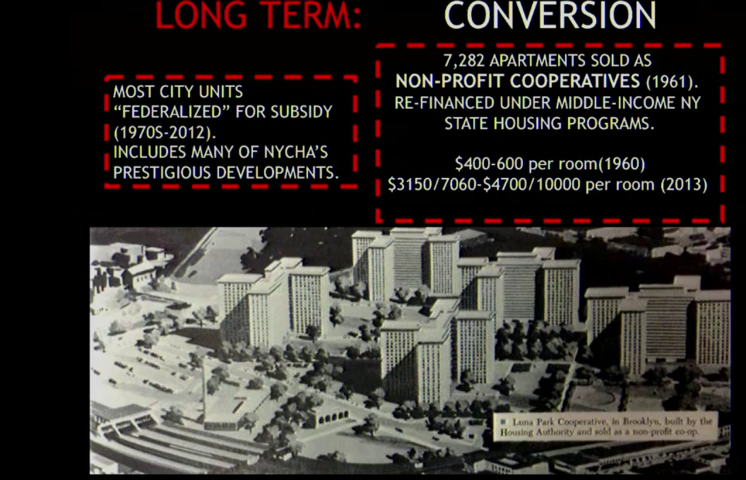 LONG TERM:
CONVERSION
MOST CITY UNITS
“FEDERALIZED” FOR SUBSIDY
(1970S-2012).
INCLUDES MANY OF NYCHA’S
PRESTIGIOUS DEVELOPMENTS.
7,282 APARTMENTS SOLD AS
NON-PROFIT COOPERATIVES (1961).
RE-FINANCED UNDER MIDDLE-INCOME NY
STATE HOUSING PROGRAMS.
$400-600 per room(1960)
$3150/7060-$4700/10000 per room (2013)
Luna Park Cooperative, in Brooklyn, built by the
Housing Authority and sold as a non-profit co-op.